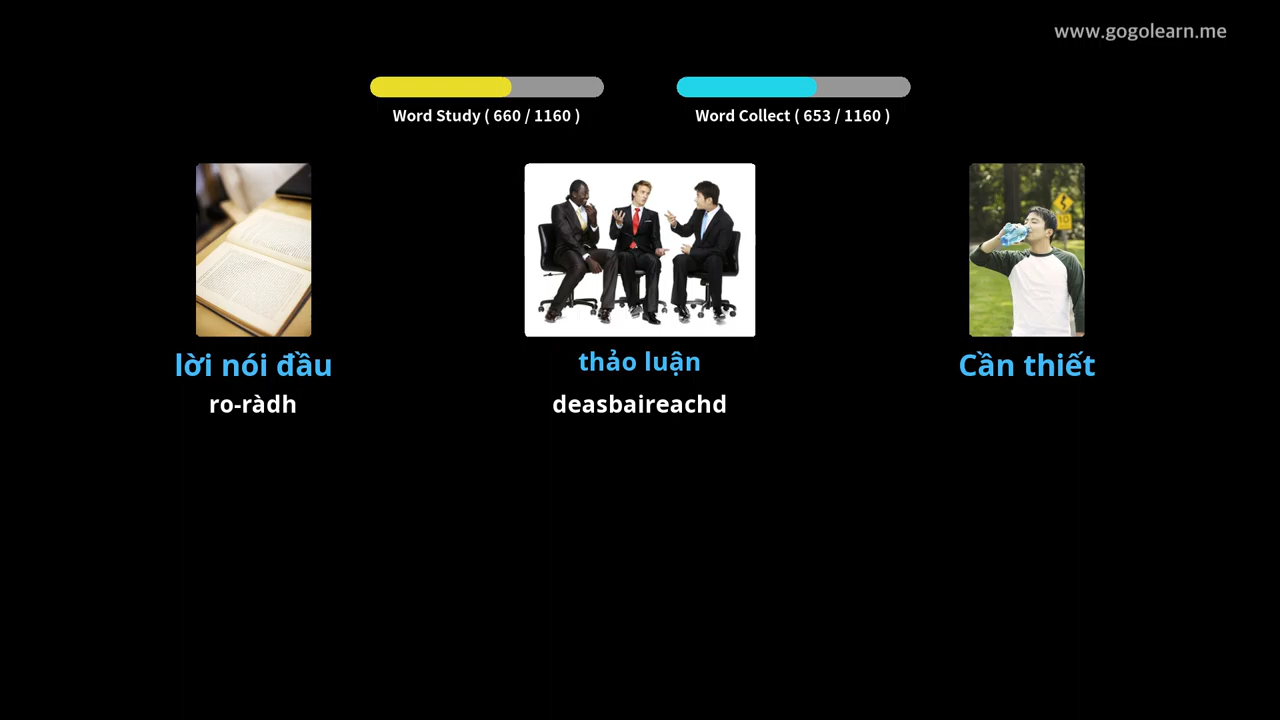 www.gogolearn.me
Word Study ( 660 / 1160 )
Word Collect ( 653 / 1160 )
lời nói đầu
ro-ràdh
thảo luận
deasbaireachd
Cần thiết